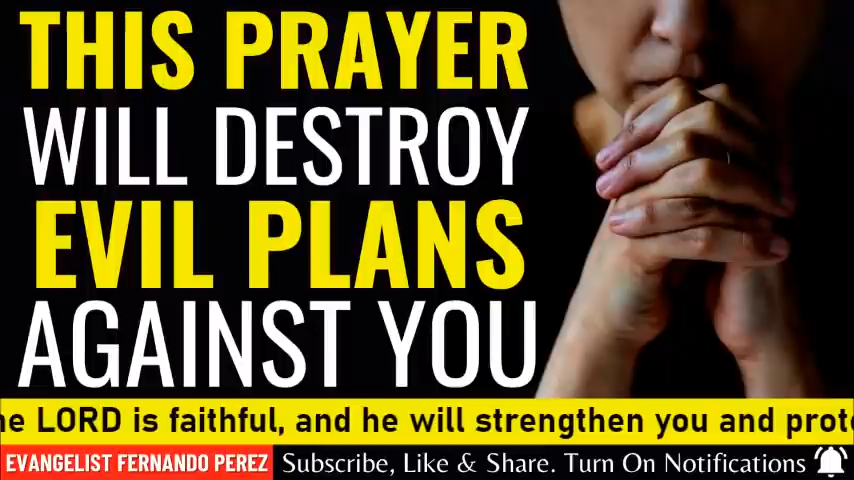 THIS PRAYER
WILL DESTROY
EVIL PLANS
AGAINST YOU
LORD is faithful, and he will strengthen you and
EVANGELIST FERNANDO PEREZ Subscribe, Like & Share. Turn On Notifications